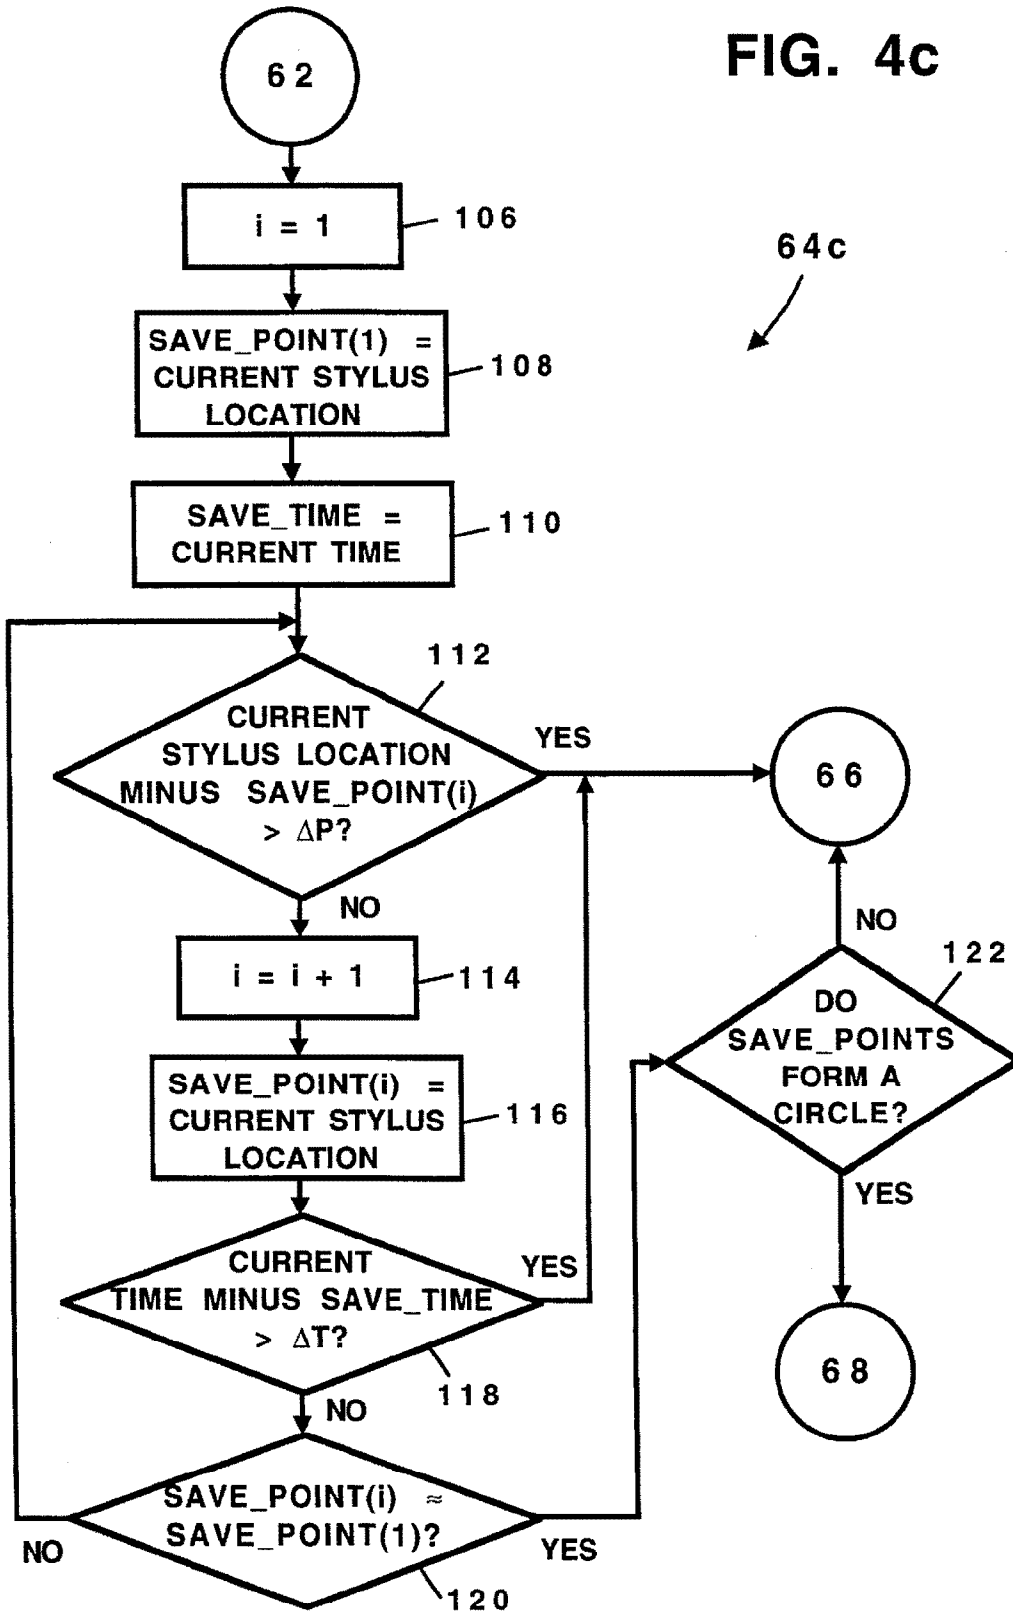 FIG. 4c
62
i = 1
106
64c
SAVE_POINT(1) =
CURRENT STYLUS
LOCATION
108
SAVE_TIME =
CURRENT TIME
110
112
CURRENT
STYLUS LOCATION
MINUS SAVE_POINT(i)
> ΔP?
YES
66
NO
i = i + 1
114
NO
122
DO
SAVE_POINTS
FORM A
CIRCLE?
SAVE_POINT(i) =
CURRENT STYLUS
LOCATION
116
YES
CURRENT
TIME MINUS SAVE_TIME
> ΔT?
YES
118
68
NO
SAVE_POINT(i) ≈
SAVE_POINT(1)?
NO
YES
120